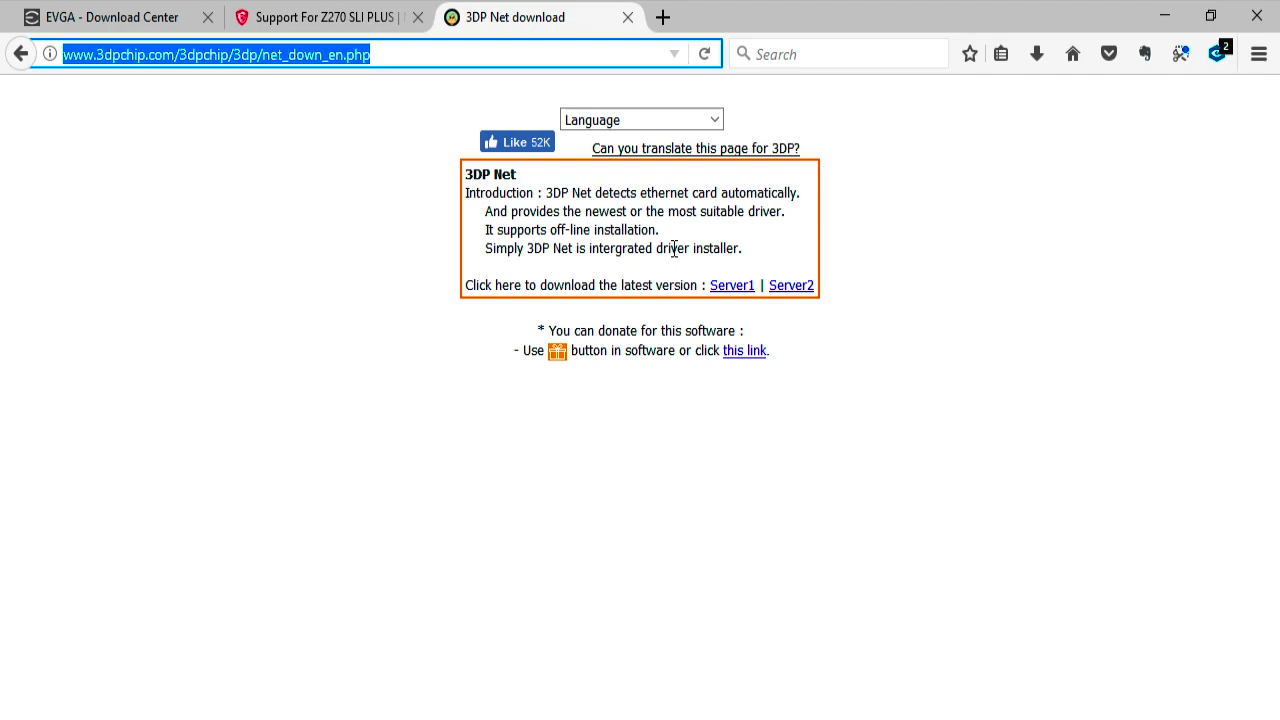 EVGA - Download Center
Support For Z270 SLI PLUS |
3DP Net download
www.3dpchip.com/3dpchip/3dp/net_down_en.php
Search
2
Language
Like 52K
Can you translate this page for 3DP?
3DP Net
Introduction : 3DP Net detects ethernet card automatically.
And provides the newest or the most suitable driver.
It supports off-line installation.
Simply 3DP Net is intergrated driver installer.
Click here to download the latest version : Server1 | Server2
* You can donate for this software :
- Use button in software or click this link.